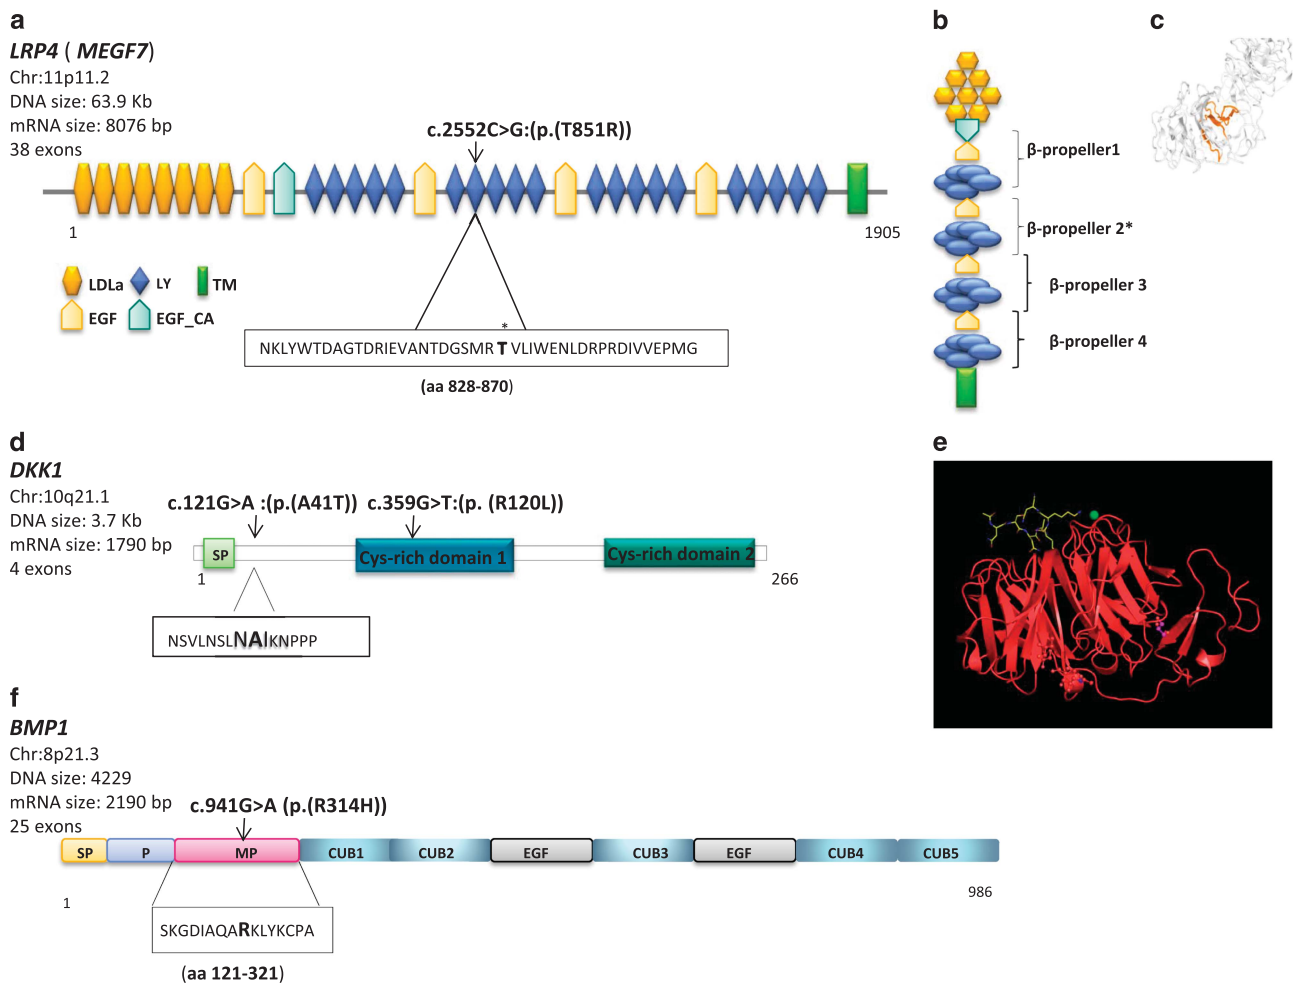 a
LRP4 ( MEGF7)
Chr:11p11.2
DNA size: 63.9 Kb
mRNA size: 8076 bp
38 exons
c.2552C>G:(p.(T851R))
1
1905
LDLa
LY
TM
EGF
EGF_CA
*
NKLYWTDAGTDRIEVANTDGSMR T VLIWENLDRPRDIVVEPMG
(aa 828-870)
b
β-propeller1
β-propeller 2*
β-propeller 3
β-propeller 4
c
d
DKK1
Chr:10q21.1
DNA size: 3.7 Kb
mRNA size: 1790 bp
4 exons
c.121G>A :(p.(A41T)) c.359G>T:(p. (R120L))
SP
Cys-rich domain 1
Cys-rich domain 2
1
266
NSVLNSLNAIKNPPP
e
f
BMP1
Chr:8p21.3
DNA size: 4229
mRNA size: 2190 bp
25 exons
c.941G>A (p.(R314H))
SP P MP CUB1 CUB2 EGF CUB3 EGF CUB4 CUB5
1
986
SKGDIAQARKLYKCPA
(aa 121-321)